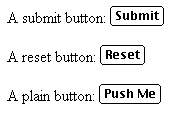 A submit button: Submit
A reset button: Reset
A plain button: Push Me